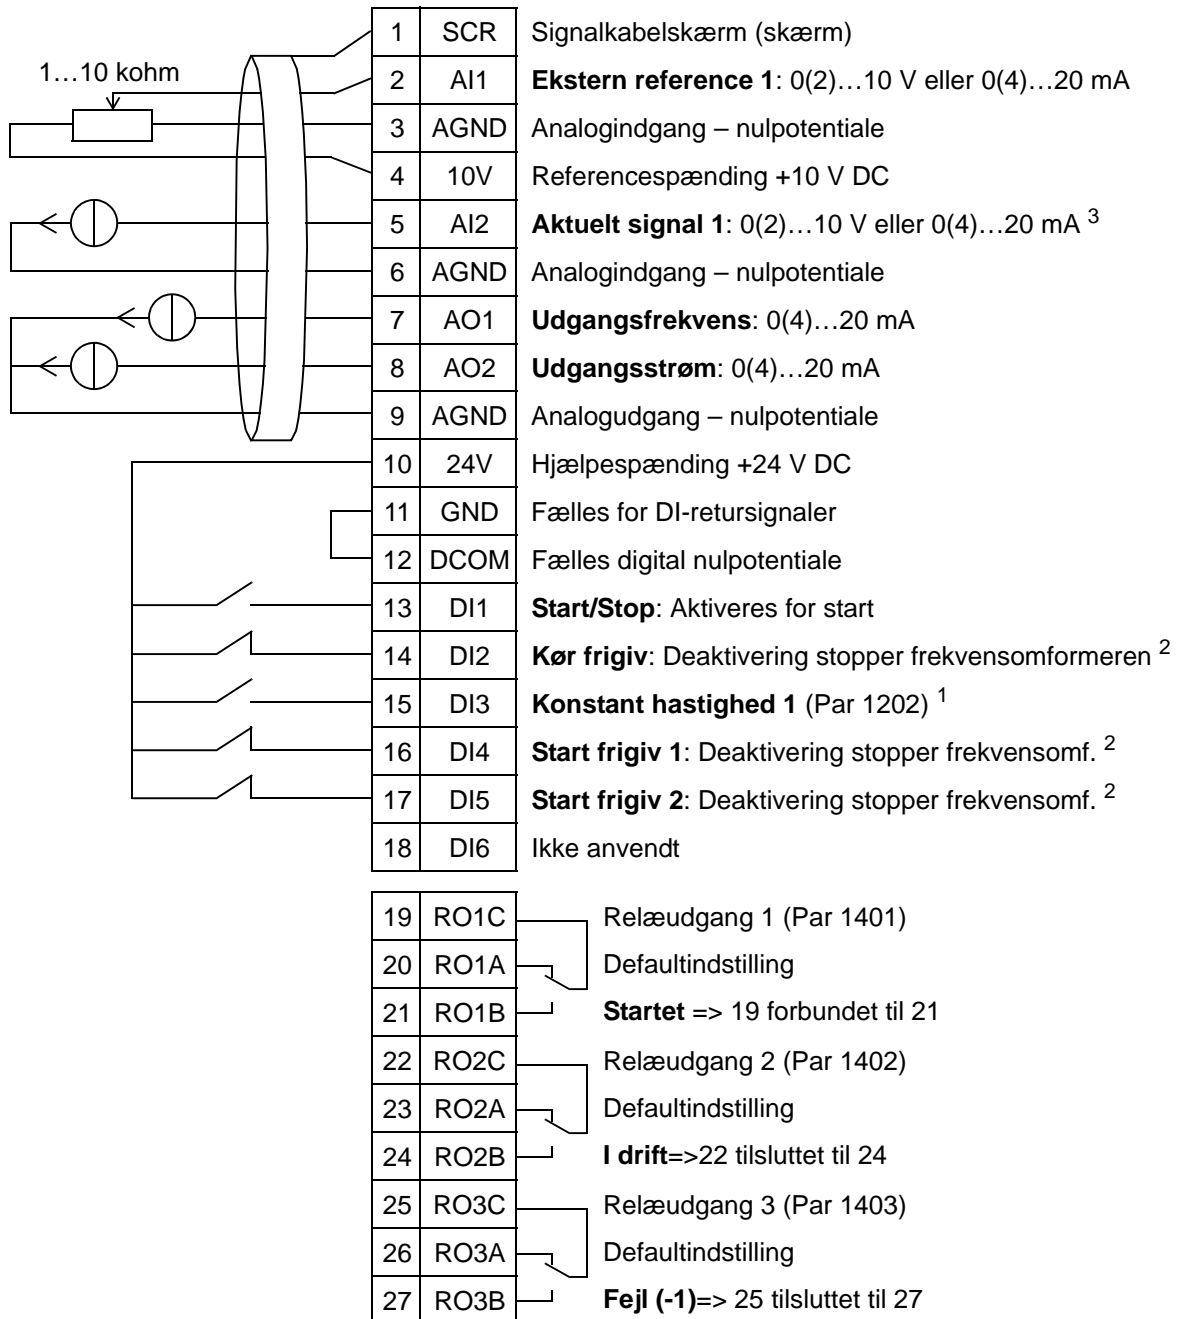 1 SCR Signalkabelskærm (skærm)
1…10 kohm
2 AI1 Ekstern reference 1: 0(2)…10 V eller 0(4)…20 mA
3 AGND Analogindgang – nulpotentiale
4 10V Referencespænding +10 V DC
5 AI2 Aktuelt signal 1: 0(2)…10 V eller 0(4)…20 mA 3
6 AGND Analogindgang – nulpotentiale
7 AO1 Udgangsfrekvens: 0(4)…20 mA
8 AO2 Udgangsstrøm: 0(4)…20 mA
9 AGND Analogudgang – nulpotentiale
10 24V Hjælpespænding +24 V DC
11 GND Fælles for DI-retursignaler
12 DCOM Fælles digital nulpotentiale
13 DI1 Start/Stop: Aktiveres for start
14 DI2 Kør frigiv: Deaktivering stopper frekvensomformeren 2
15 DI3 Konstant hastighed 1 (Par 1202) 1
16 DI4 Start frigiv 1: Deaktivering stopper frekvensomf. 2
17 DI5 Start frigiv 2: Deaktivering stopper frekvensomf. 2
18 DI6 Ikke anvendt
19 RO1C Relæudgang 1 (Par 1401)
20 RO1A Defaultindstilling
21 RO1B Startet => 19 forbundet til 21
22 RO2C Relæudgang 2 (Par 1402)
23 RO2A Defaultindstilling
24 RO2B I drift=>22 tilsluttet til 24
25 RO3C Relæudgang 3 (Par 1403)
26 RO3A Defaultindstilling
27 RO3B Fejl (-1)=> 25 tilsluttet til 27